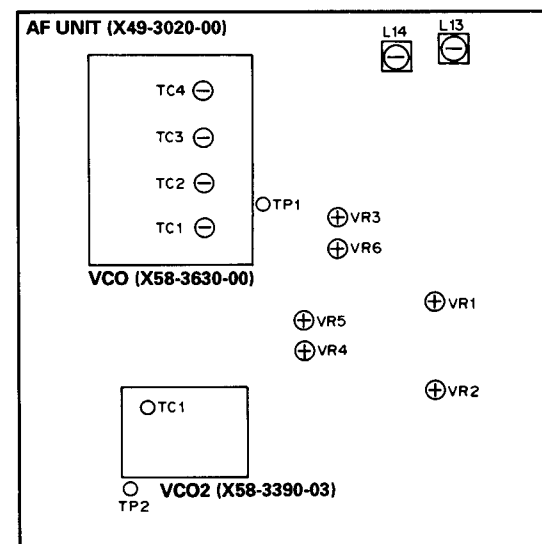 AF UNIT (X49-3020-00)
L14
L13
TC4
TC3
TC2
TC1
TP1
VR3
VR6
VCO (X58-3630-00)
VR1
VR5
VR4
VR2
TC1
VCO2 (X58-3390-03)
TP2